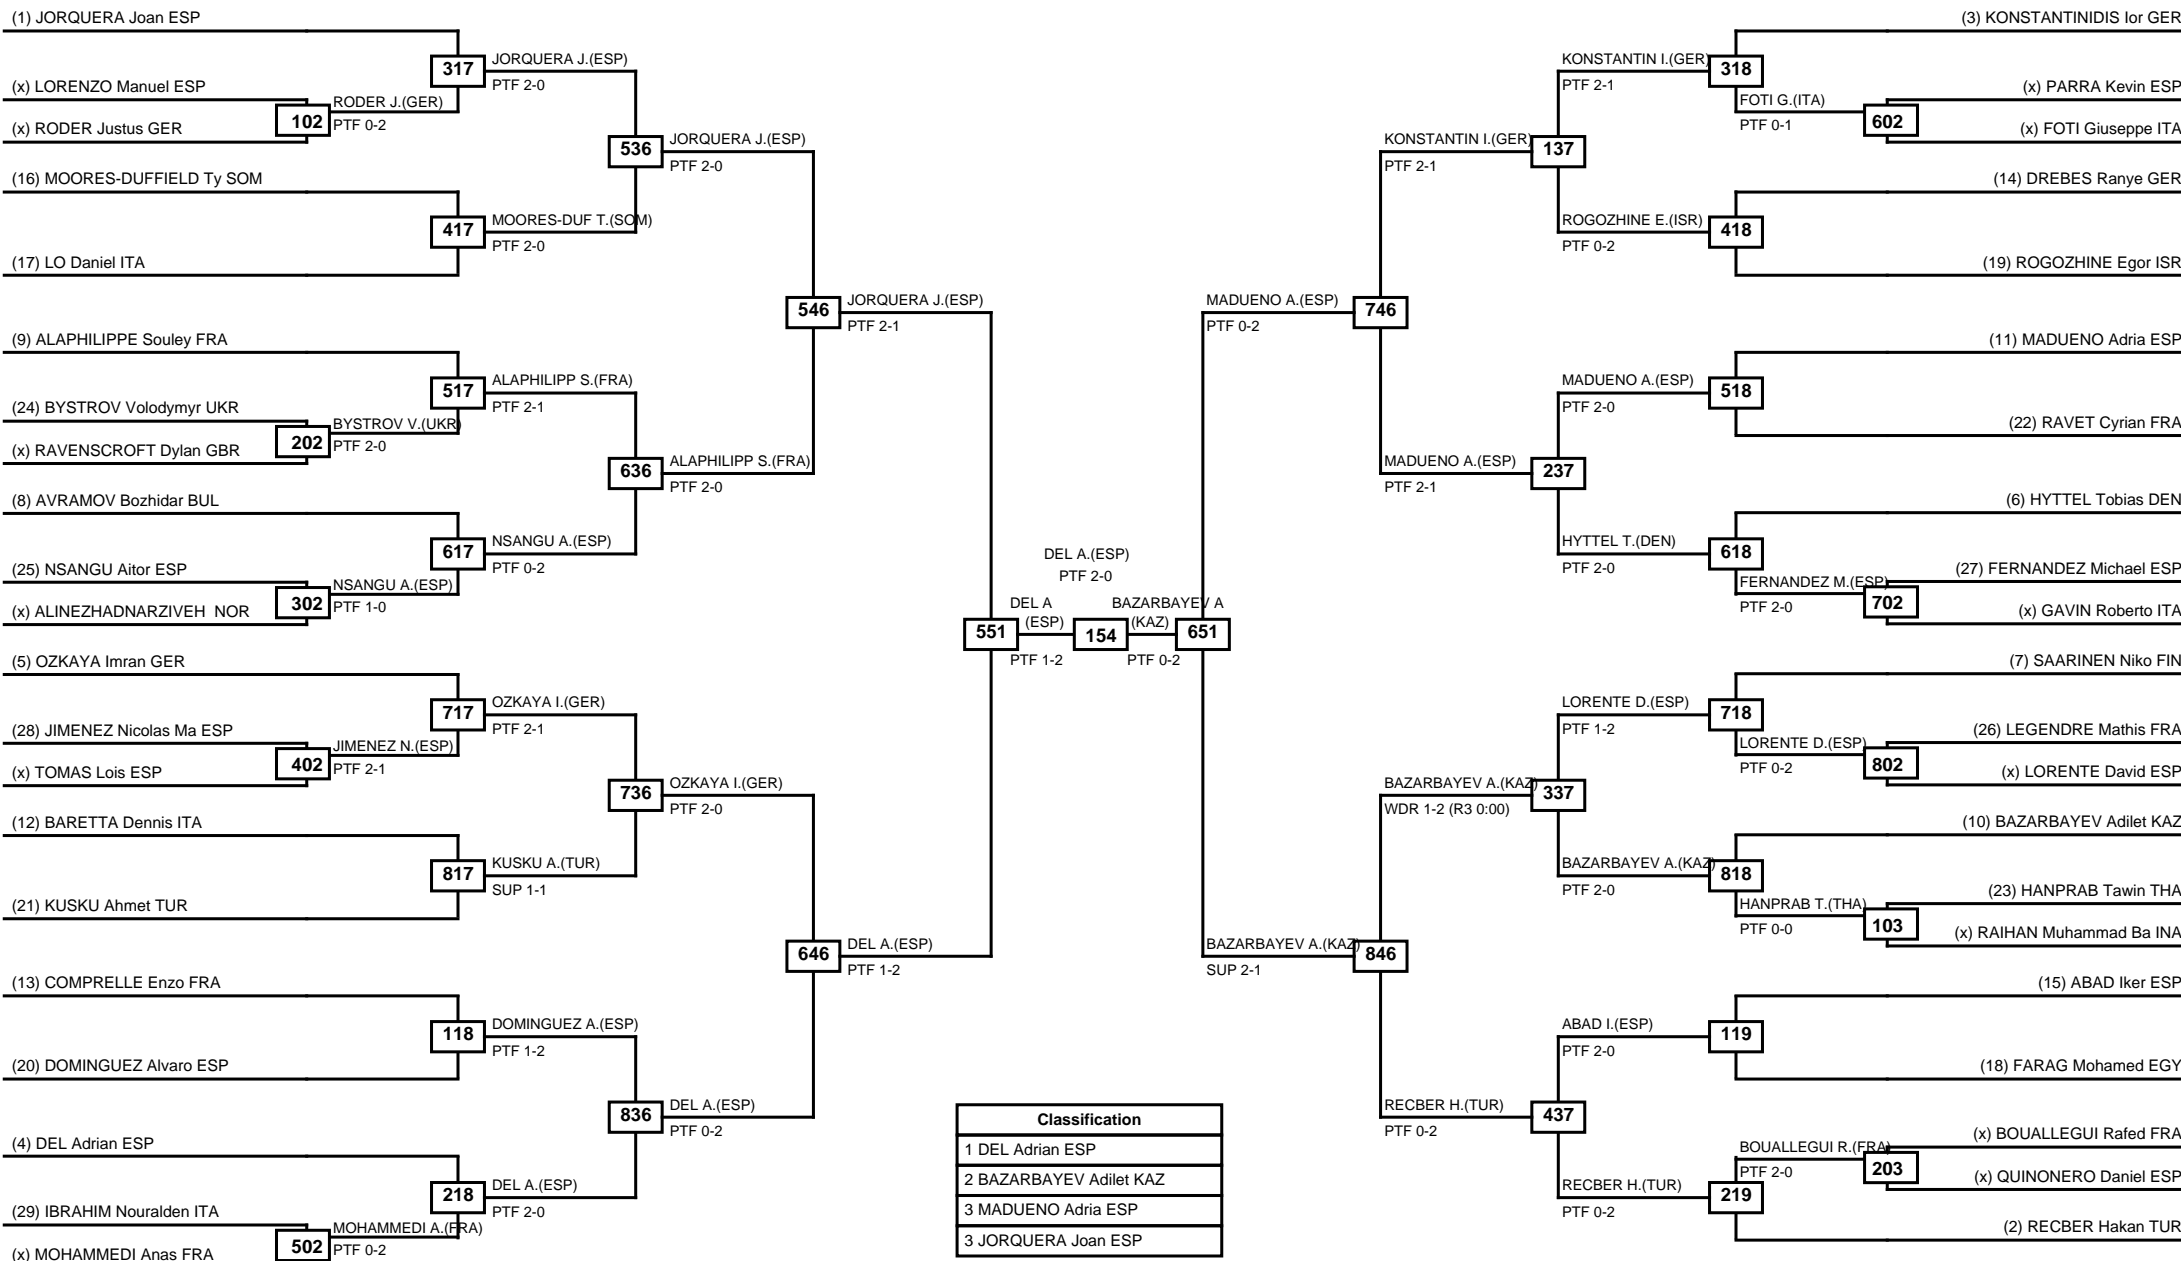 (1) JORQUERA Joan ESP
317
JORQUERA J.(ESP)
PTF 2-0
(x) LORENZO Manuel ESP
102
RODER J.(GER)
PTF 0-2
(x) RODER Justus GER
536
JORQUERA J.(ESP)
PTF 2-0
(16) MOORES-DUFFIELD Ty SOM
417
MOORES-DUF T.(SOM)
PTF 2-0
(17) LO Daniel ITA
546
JORQUERA J.(ESP)
PTF 2-1
(9) ALAPHILIPPE Souley FRA
517
ALAPHILIPP S.(FRA)
PTF 2-1
(24) BYSTROV Volodymyr UKR
202
BYSTROV V.(UKR)
PTF 2-0
(x) RAVENSCROFT Dylan GBR
636
ALAPHILIPP S.(FRA)
PTF 2-0
(8) AVRAMOV Bozhidar BUL
617
NSANGU A.(ESP)
PTF 0-2
(25) NSANGU Aitor ESP
302
NSANGU A.(ESP)
PTF 1-0
(x) ALINEZHADNARZIVEH NOR
(5) OZKAYA Imran GER
717
OZKAYA I.(GER)
PTF 2-1
(28) JIMENEZ Nicolas Ma ESP
402
JIMENEZ N.(ESP)
PTF 2-1
(x) TOMAS Lois ESP
736
OZKAYA I.(GER)
PTF 2-0
(12) BARETTA Dennis ITA
817
KUSKU A.(TUR)
SUP 1-1
(21) KUSKU Ahmet TUR
646
DEL A.(ESP)
PTF 1-2
(13) COMPRELLE Enzo FRA
118
DOMINGUEZ A.(ESP)
PTF 1-2
(20) DOMINGUEZ Alvaro ESP
836
DEL A.(ESP)
PTF 0-2
(4) DEL Adrian ESP
218
DEL A.(ESP)
PTF 2-0
(29) IBRAHIM Nouralden ITA
502
MOHAMMEDI A.(FRA)
PTF 0-2
(x) MOHAMMEDI Anas FRA
DEL A.(ESP)
PTF 2-0
551
DEL A
(ESP)
PTF 1-2
154
BAZARBAYEV A
(KAZ)
PTF 0-2
651
Classification
1 DEL Adrian ESP
2 BAZARBAYEV Adilet KAZ
3 MADUENO Adria ESP
3 JORQUERA Joan ESP
(3) KONSTANTINIDIS Ior GER
KONSTANTIN I.(GER)
PTF 2-1
318
(x) PARRA Kevin ESP
FOTI G.(ITA)
PTF 0-1
602
(x) FOTI Giuseppe ITA
KONSTANTIN I.(GER)
PTF 2-1
137
(14) DREBES Ranye GER
ROGOZHINE E.(ISR)
PTF 0-2
418
(19) ROGOZHINE Egor ISR
MADUENO A.(ESP)
PTF 0-2
746
(11) MADUENO Adria ESP
MADUENO A.(ESP)
PTF 2-0
518
(22) RAVET Cyrian FRA
MADUENO A.(ESP)
PTF 2-1
237
(6) HYTTEL Tobias DEN
HYTTEL T.(DEN)
PTF 2-0
618
(27) FERNANDEZ Michael ESP
FERNANDEZ M.(ESP)
PTF 2-0
702
(x) GAVIN Roberto ITA
(7) SAARINEN Niko FIN
LORENTE D.(ESP)
PTF 1-2
718
(26) LEGENDRE Mathis FRA
LORENTE D.(ESP)
PTF 0-2
802
(x) LORENTE David ESP
BAZARBAYEV A.(KAZ)
WDR 1-2 (R3 0:00)
337
(10) BAZARBAYEV Adilet KAZ
BAZARBAYEV A.(KAZ)
PTF 2-0
818
(23) HANPRAB Tawin THA
HANPRAB T.(THA)
PTF 0-0
103
(x) RAIHAN Muhammad Ba INA
BAZARBAYEV A.(KAZ)
SUP 2-1
846
(15) ABAD Iker ESP
ABAD I.(ESP)
PTF 2-0
119
(18) FARAG Mohamed EGY
RECBER H.(TUR)
PTF 0-2
437
(x) BOUALLEGUI Rafed FRA
BOUALLEGUI R.(FRA)
PTF 2-0
203
(x) QUINONERO Daniel ESP
RECBER H.(TUR)
PTF 0-2
219
(2) RECBER Hakan TUR